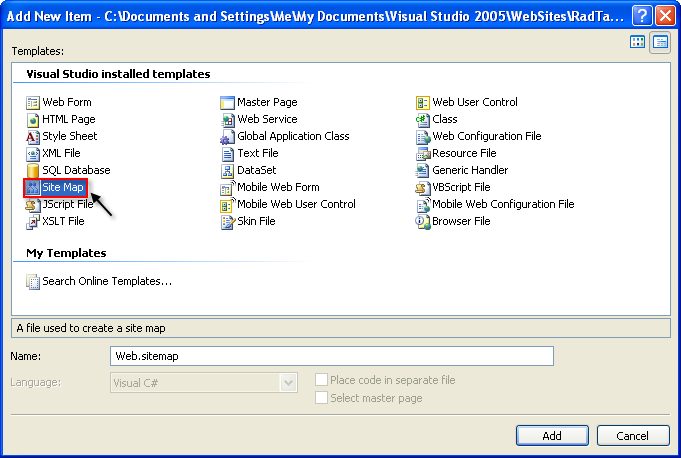 Add New Item - C:\Documents and Settings\Me\My Documents\Visual Studio 2005\WebSites\RadTa...
Templates:
Visual Studio installed templates
Web Form Master Page Web User Control
HTML Page Web Service Class
Style Sheet Global Application Class Web Configuration File
XML File Text File Resource File
SQL Database DataSet Generic Handler
Site Map Mobile Web Form VBScript File
JScript File Mobile Web User Control Mobile Web Configuration File
XSLT File Skin File Browser File
My Templates
Search Online Templates...
A file used to create a site map
Name: Web.sitemap
Language: Visual C# Place code in separate file
Select master page
Add Cancel